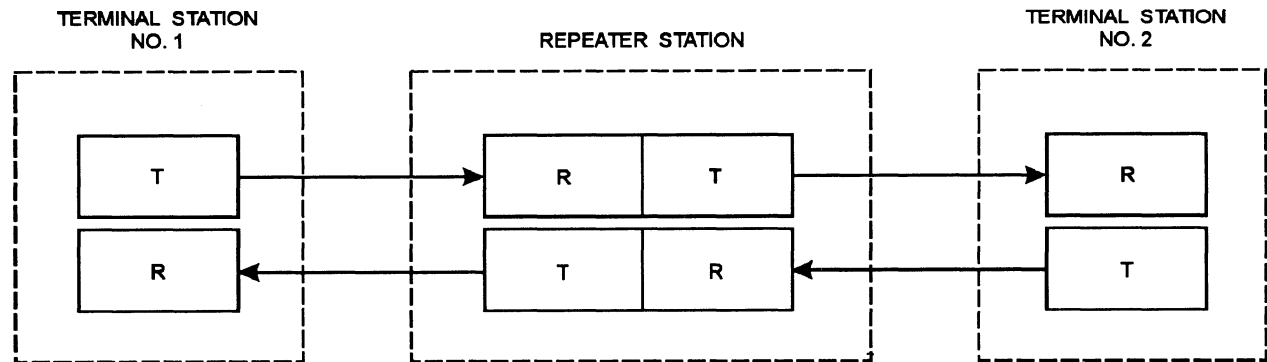 TERMINAL STATION
NO. 1
REPEATER STATION
TERMINAL STATION
NO. 2
T
R
T
R
R
T
R
T